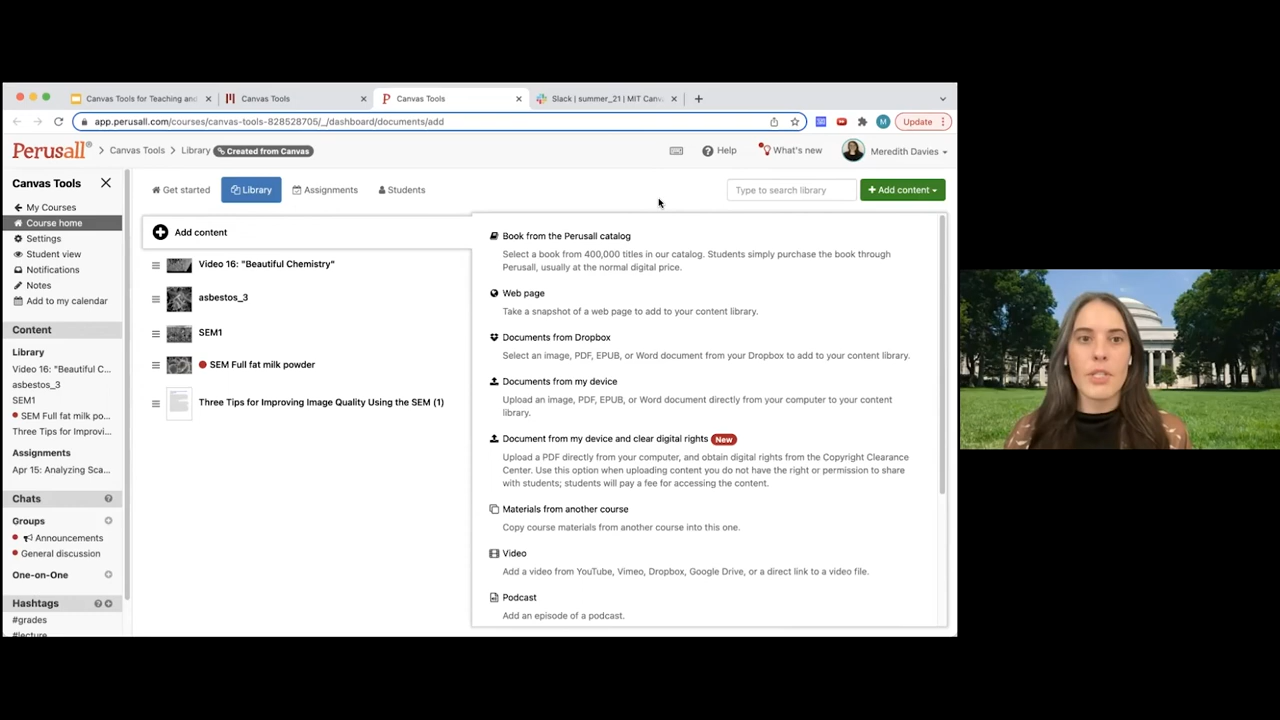 Canvas Tools for Teaching and
Canvas Tools
Canvas Tools
Slack | summer_21 | MIT Canv
app.perusall.com/courses/canvas-tools-828528705/_/dashboard/documents/add
M
Update
Perusall® > Canvas Tools > Library Created from Canvas
Help
What's new
Meredith Davies
Canvas Tools
My Courses
Course home
Settings
Student view
Notifications
Notes
Add to my calendar
Content
Library
Video 16: "Beautiful C...
asbestos_3
SEM1
SEM Full fat milk po...
Three Tips for Improvi...
Assignments
Apr 15: Analyzing Sca...
Chats
Groups
Announcements
General discussion
One-on-One
Hashtags
#grades
#lecture
Get started
Library
Assignments
Students
Type to search library
Add content
Add content
Video 16: "Beautiful Chemistry"
asbestos_3
SEM1
SEM Full fat milk powder
Three Tips for Improving Image Quality Using the SEM (1)
Book from the Perusall catalog
Select a book from 400,000 titles in our catalog. Students simply purchase the book through
Perusall, usually at the normal digital price.
Web page
Take a snapshot of a web page to add to your content library.
Documents from Dropbox
Select an image, PDF, EPUB, or Word document from your Dropbox to add to your content library.
Documents from my device
Upload an image, PDF, EPUB, or Word document directly from your computer to your content
library.
Document from my device and clear digital rights New
Upload a PDF directly from your computer, and obtain digital rights from the Copyright Clearance
Center. Use this option when uploading content you do not have the right or permission to share
with students; students will pay a fee for accessing the content.
Materials from another course
Copy course materials from another course into this one.
Video
Add a video from YouTube, Vimeo, Dropbox, Google Drive, or a direct link to a video file.
Podcast
Add an episode of a podcast.